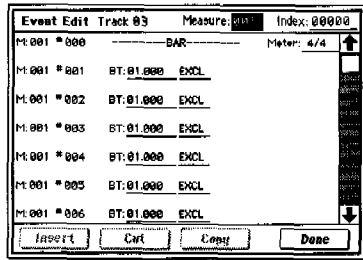 Event Edit Track 03 Measure: 001 Index: 00000
M: 001 #000 --------BAR-------- Meter: 4/4
M: 001 #001 BT: 01.000 EXCL
M: 001 #002 BT: 01.000 EXCL
M: 001 #003 BT: 01.000 EXCL
M: 001 #004 BT: 01.000 EXCL
M: 001 #005 BT: 01.000 EXCL
M: 001 #006 BT: 01.000 EXCL
Insert Cut Copy Done